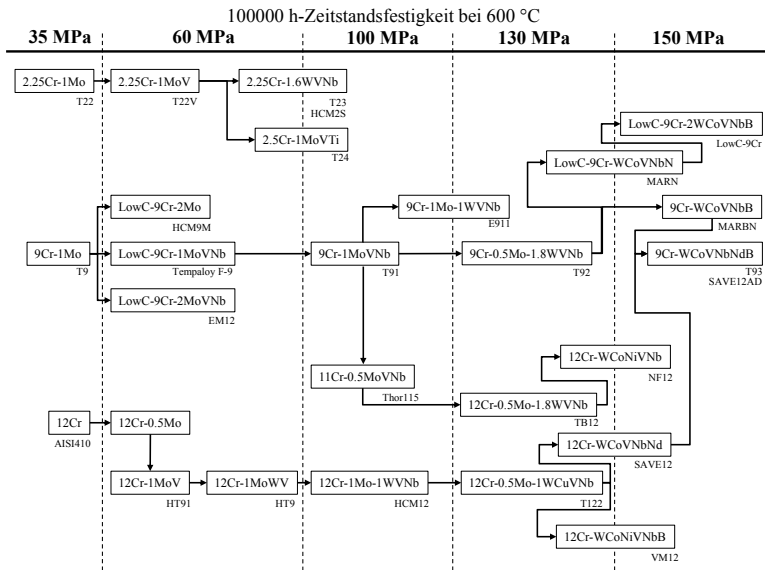 100000 h-Zeitstandsfestigkeit bei 600 °C
35 MPa 60 MPa 100 MPa 130 MPa 150 MPa
2.25Cr-1Mo 2.25Cr-1MoV 2.25Cr-1.6WVNb
T22 T22V T23
HCM2S
LowC-9Cr-2WCoVNbB
LowC-9Cr
2.5Cr-1MoVTi
T24
LowC-9Cr-WCoVNbN
MARN
LowC-9Cr-2Mo 9Cr-1Mo-1WVNb 9Cr-WCoVNbB
HCM9M E911 MARBN
9Cr-1Mo LowC-9Cr-1MoVNb 9Cr-1MoVNb 9Cr-0.5Mo-1.8WVNb 9Cr-WCoVNbNdB
T9 Tempaloy F-9 T91 T92 T93
SAVE12AD
LowC-9Cr-2MoVNb
EM12
12Cr-WCoNiVNb
NF12
11Cr-0.5MoVNb
Thor115
12Cr-0.5Mo-1.8WVNb
TB12
12Cr 12Cr-0.5Mo
AISI410
12Cr-WCoVNbNd
SAVE12
12Cr-1MoV 12Cr-1MoWV 12Cr-1Mo-1WVNb 12Cr-0.5Mo-1WCuVNb
HT91 HT9 HCM12 T122
12Cr-WCoNiVNbB
VM12